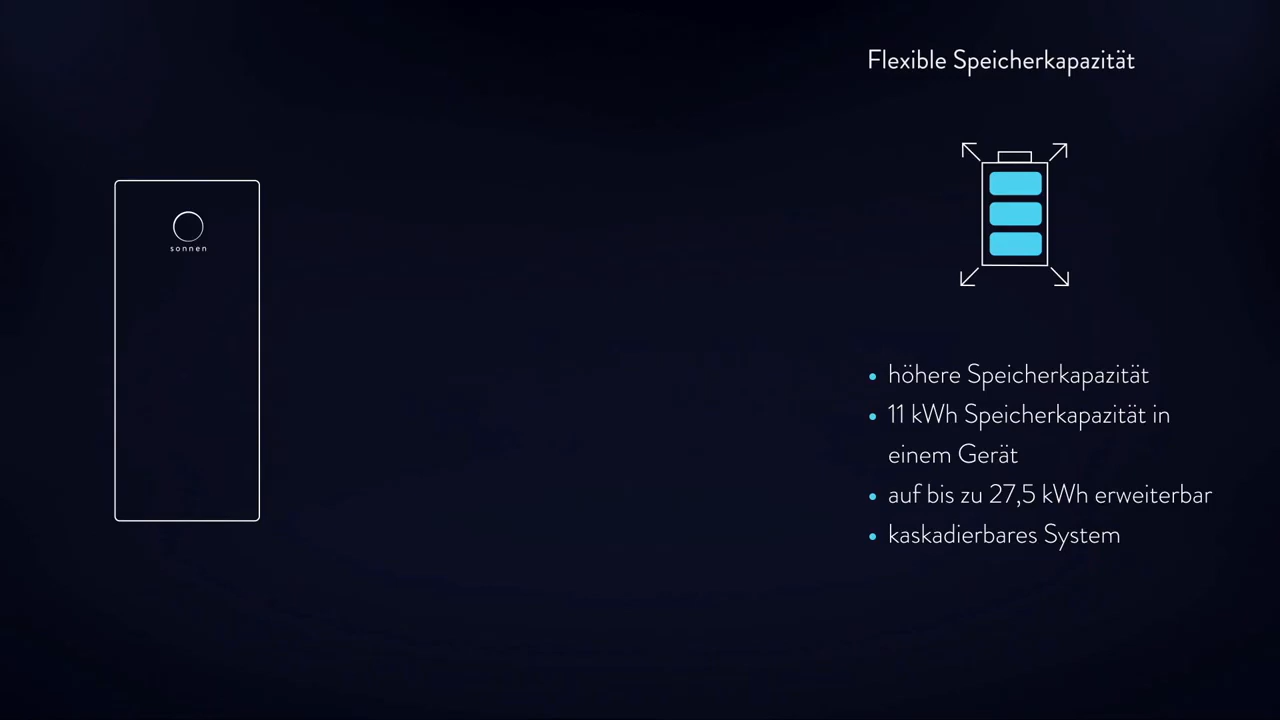 Flexible Speicherkapazität
sonnen
höhere Speicherkapazität
11 kWh Speicherkapazität in
einem Gerät
auf bis zu 27,5 kWh erweiterbar
kaskadierbares System